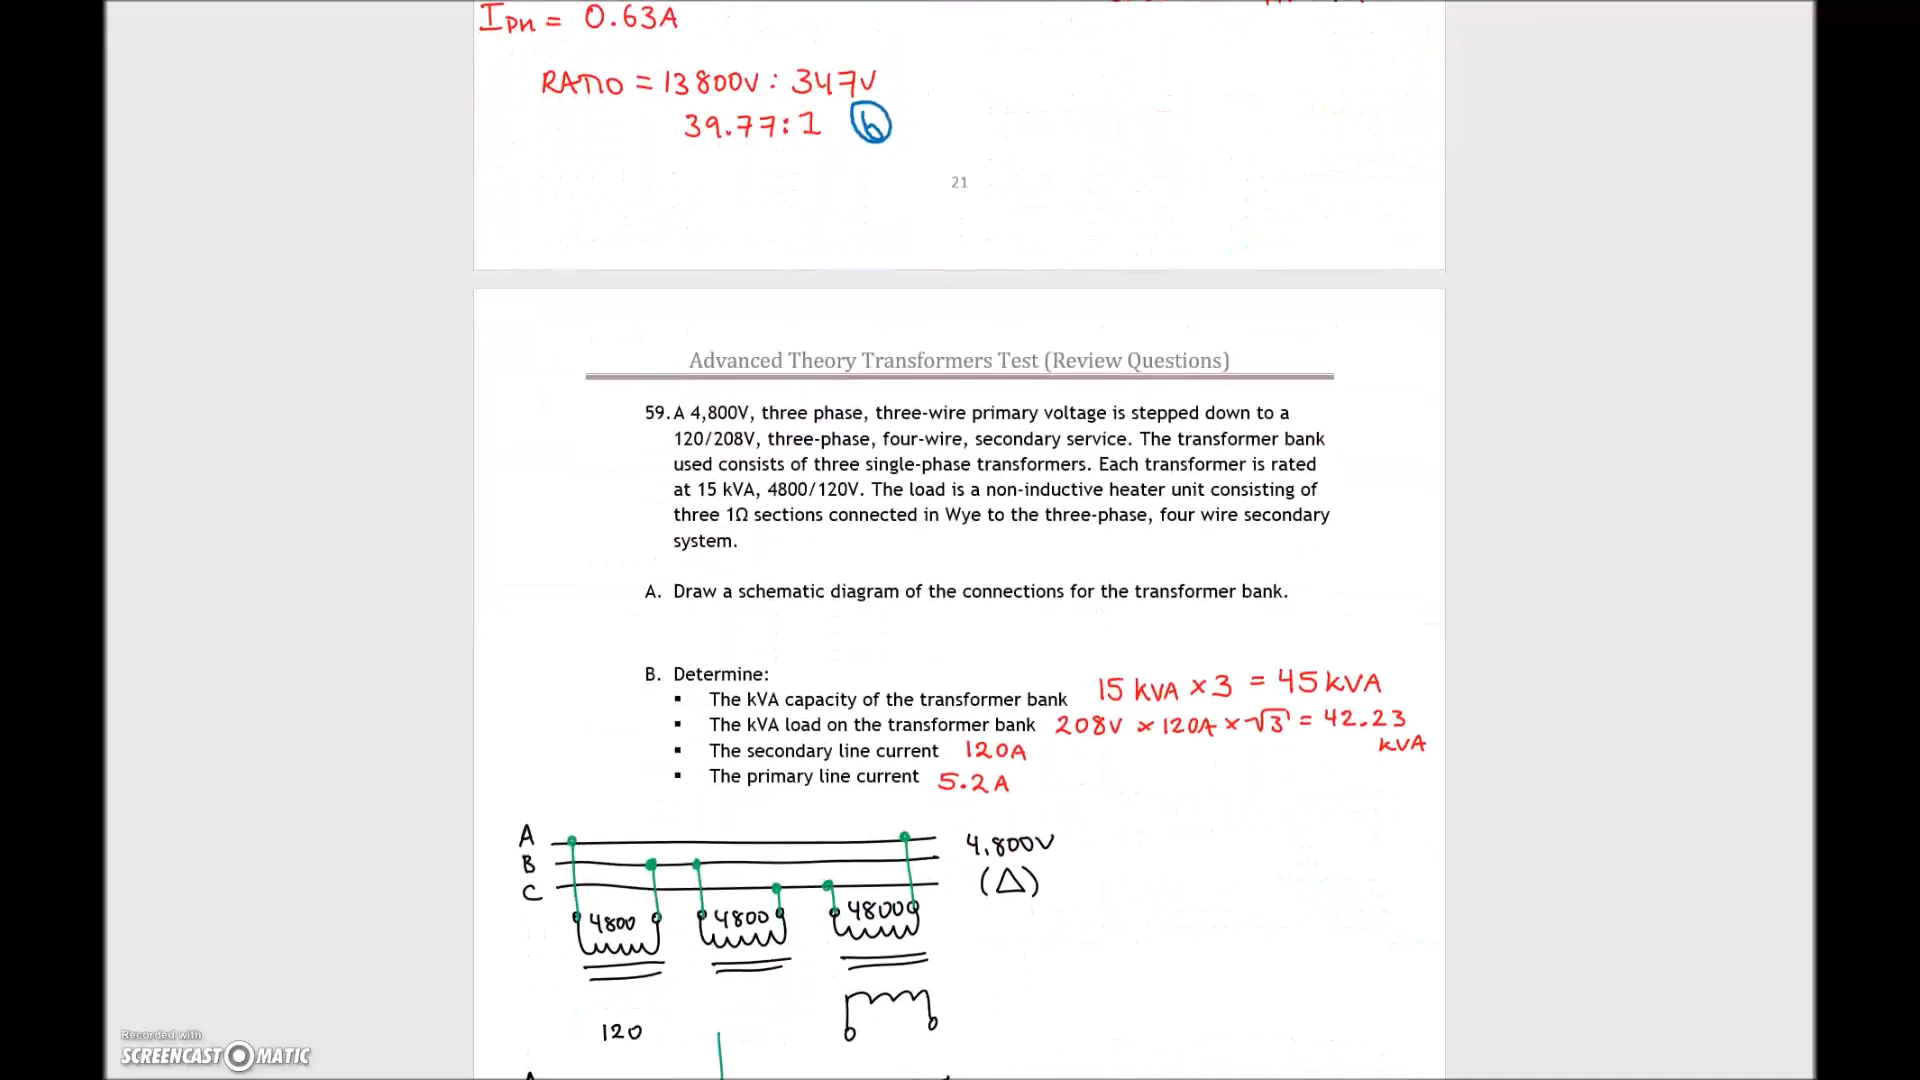 IPH = 0.63A
RATIO = 13800V : 347V
39.77:1 b
21
Advanced Theory Transformers Test (Review Questions)
59. A 4,800V, three phase, three-wire primary voltage is stepped down to a
120/208V, three-phase, four-wire, secondary service. The transformer bank
used consists of three single-phase transformers. Each transformer is rated
at 15 kVA, 4800/120V. The load is a non-inductive heater unit consisting of
three 1Ω sections connected in Wye to the three-phase, four wire secondary
system.
A. Draw a schematic diagram of the connections for the transformer bank.
B. Determine:
▪ The kVA capacity of the transformer bank 15 kVA × 3 = 45 kVA
▪ The kVA load on the transformer bank 208V × 120A × √3 = 42.23
kVA
▪ The secondary line current 120A
▪ The primary line current 5.2A
A
B
C
4,800V
(Δ)
4800 4800 4800
120
Recorded with
SCREENCAST-O-MATIC